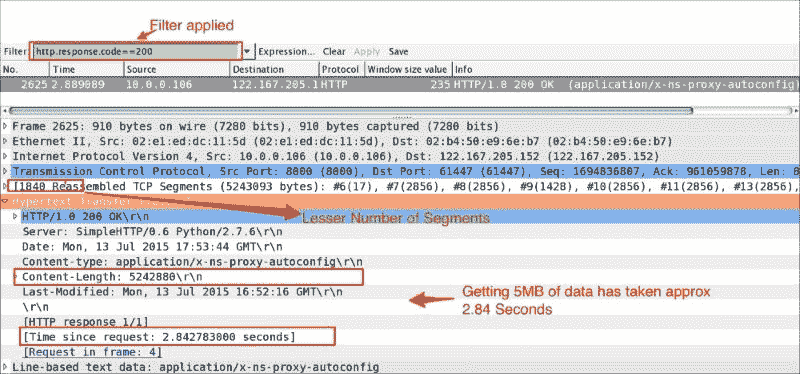 Filter applied
Filter: http.response.code==200 Expression... Clear Apply Save
No. Time Source Destination Protocol Window size value Info
2625 2.889089 10.0.0.106 122.167.205.1 HTTP 235 HTTP/1.0 200 OK (application/x-ns-proxy-autoconfig)
Frame 2625: 910 bytes on wire (7280 bits), 910 bytes captured (7280 bits)
Ethernet II, Src: 02:e1:ed:dc:11:5d (02:e1:ed:dc:11:5d), Dst: 02:b4:50:e9:6e:b7 (02:b4:50:e9:6e:b7)
Internet Protocol Version 4, Src: 10.0.0.106 (10.0.0.106), Dst: 122.167.205.152 (122.167.205.152)
Transmission Control Protocol, Src Port: 8000 (8000), Dst Port: 61447 (61447), Seq: 1694836807, Ack: 961059878, Len: 8
[1840 Reassembled TCP Segments (5243093 bytes): #6(17), #7(2856), #8(2856), #9(1428), #10(2856), #11(2856), #13(2856),
Hypertext Transfer Protocol
Lesser Number of Segments
HTTP/1.0 200 OK\r\n
Server: SimpleHTTP/0.6 Python/2.7.6\r\n
Date: Mon, 13 Jul 2015 17:53:44 GMT\r\n
Content-type: application/x-ns-proxy-autoconfig\r\n
Content-Length: 5242880\r\n
Last-Modified: Mon, 13 Jul 2015 16:52:16 GMT\r\n
Getting 5MB of data has taken approx
2.84 Seconds
\r\n
[HTTP response 1/1]
[Time since request: 2.842783000 seconds]
[Request in frame: 4]
Line-based text data: application/x-ns-proxy-autoconfig